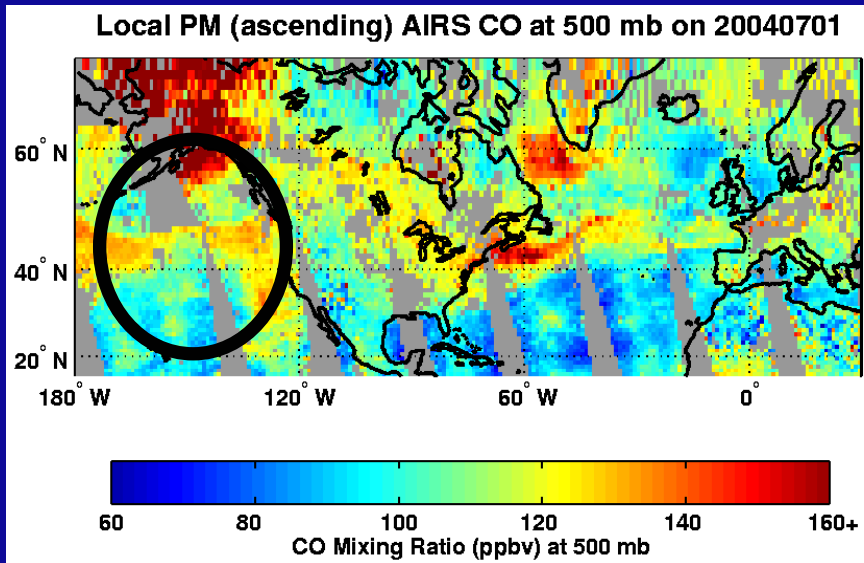 Local PM (ascending) AIRS CO at 500 mb on 20040701
60° N
40° N
20° N
180° W 120° W 60° W 0°
60 80 100 120 140 160+
CO Mixing Ratio (ppbv) at 500 mb